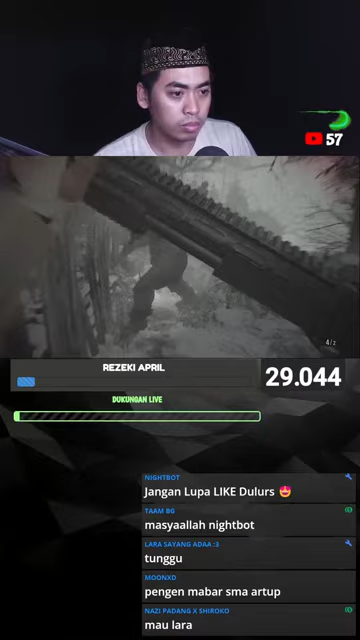 57
4/2
REZEKI APRIL
29.044
DUKUNGAN LIVE
NIGHTBOT
Jangan Lupa LIKE Dulurs 🤩
TAAM BG
masyaallah nightbot
LARA SAYANG ADAA :3
tunggu
MOONXD
pengen mabar sma artup
NAZI PADANG X SHIROKO
mau lara